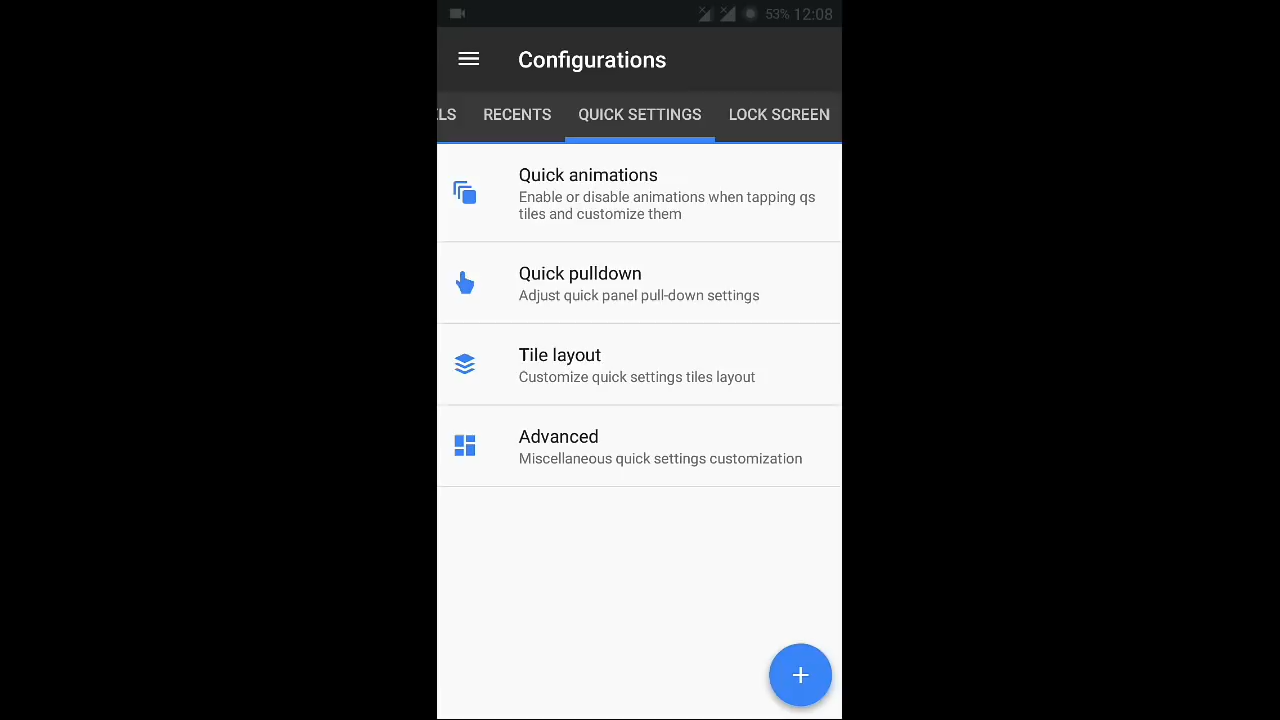 53% 12:08
Configurations
LS RECENTS QUICK SETTINGS LOCK SCREEN
Quick animations
Enable or disable animations when tapping qs
tiles and customize them
Quick pulldown
Adjust quick panel pull-down settings
Tile layout
Customize quick settings tiles layout
Advanced
Miscellaneous quick settings customization